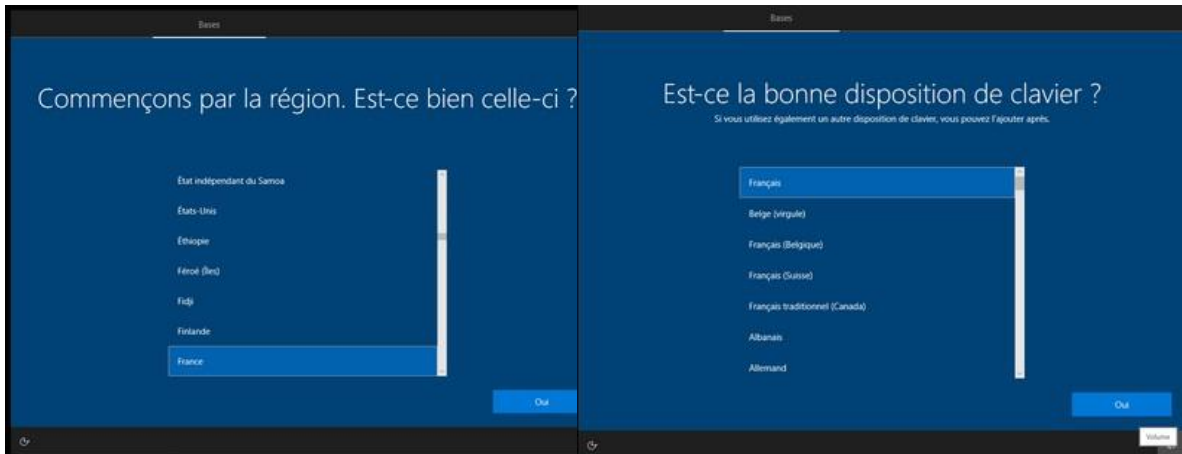 Bases
Commençons par la région. Est-ce bien celle-ci ?
État indépendant du Samoa
États-Unis
Éthiopie
Féroé (Îles)
Fidji
Finlande
France
Oui
Bases
Est-ce la bonne disposition de clavier ?
Si vous utilisez également un autre disposition de clavier, vous pouvez l'ajouter après.
Français
Belge (virgule)
Français (Belgique)
Français (Suisse)
Français traditionnel (Canada)
Albanais
Allemand
Oui
Volume